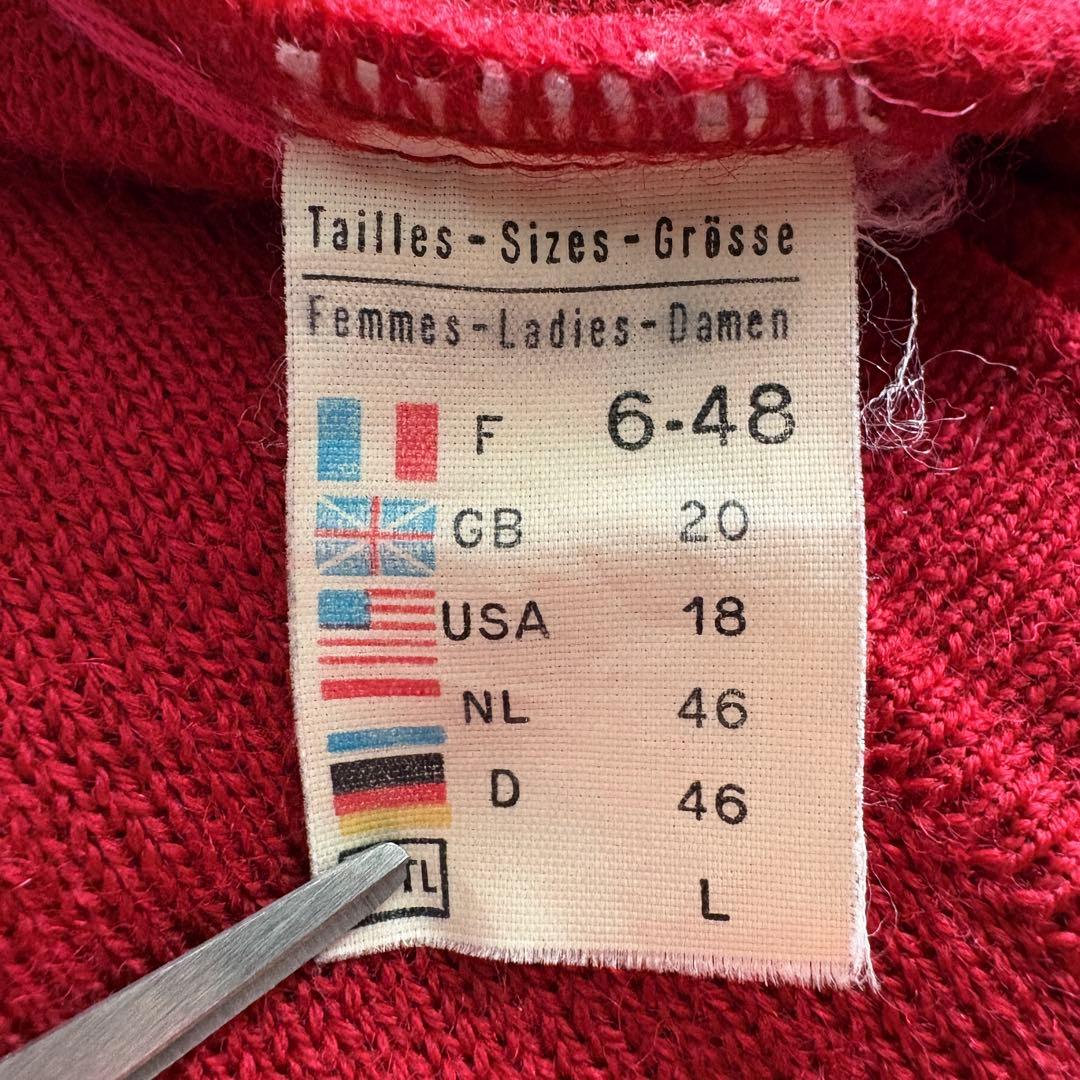 Tailles-Sizes-Grösse
Femmes-Ladies-Damen
F 6-48
GB 20
USA 18
NL 46
D 46
L